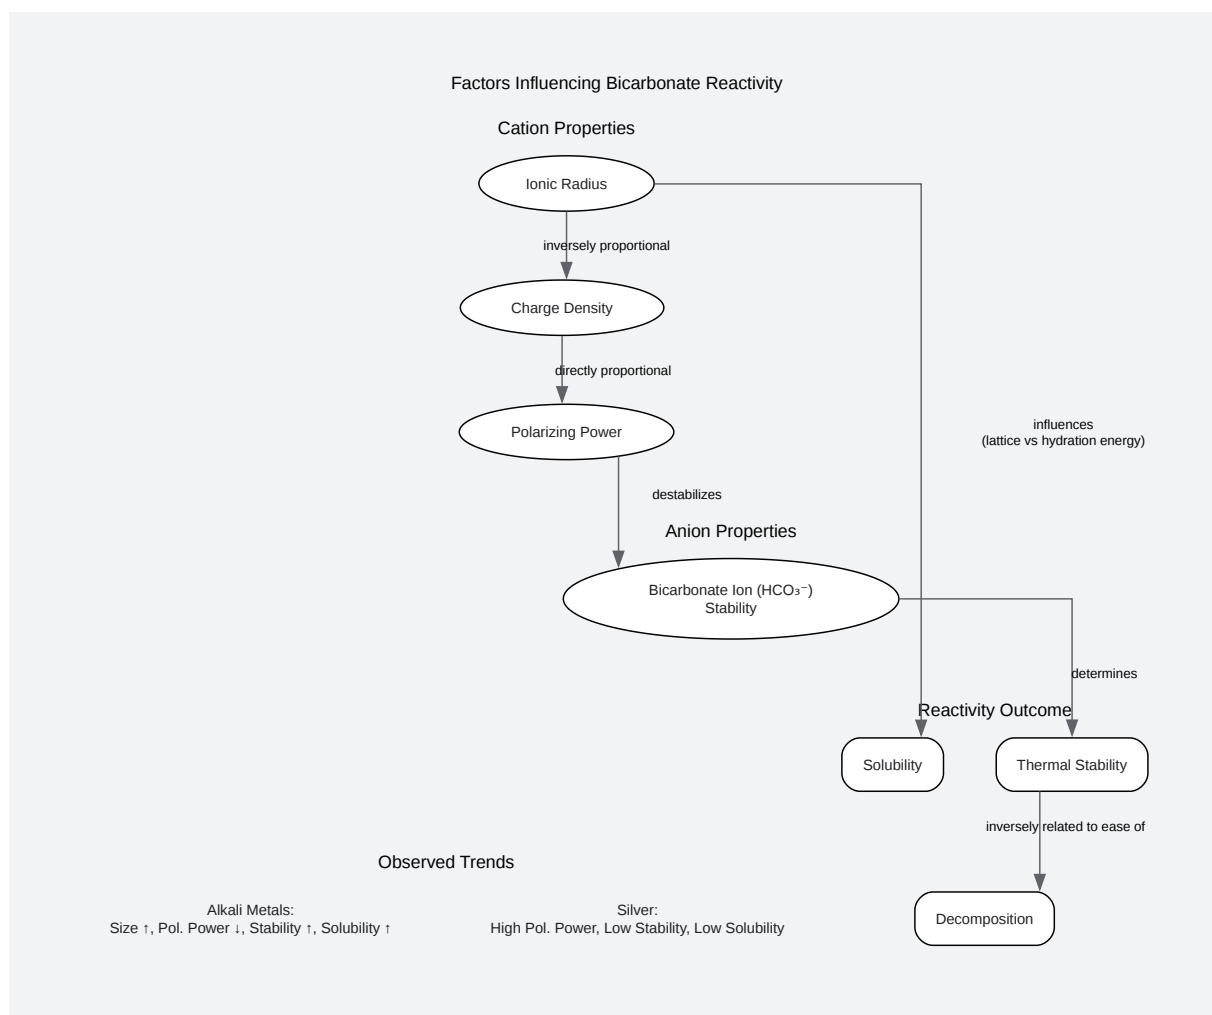 Factors Influencing Bicarbonate Reactivity
Cation Properties
Ionic Radius
inversely proportional
Charge Density
directly proportional
Polarizing Power
influences
(lattice vs hydration energy)
destabilizes
Anion Properties
Bicarbonate Ion (HCO₃⁻)
Stability
determines
Reactivity Outcome
Solubility
Thermal Stability
inversely related to ease of
Decomposition
Observed Trends
Alkali Metals:
Size ↑, Pol. Power ↓, Stability ↑, Solubility ↑
Silver:
High Pol. Power, Low Stability, Low Solubility